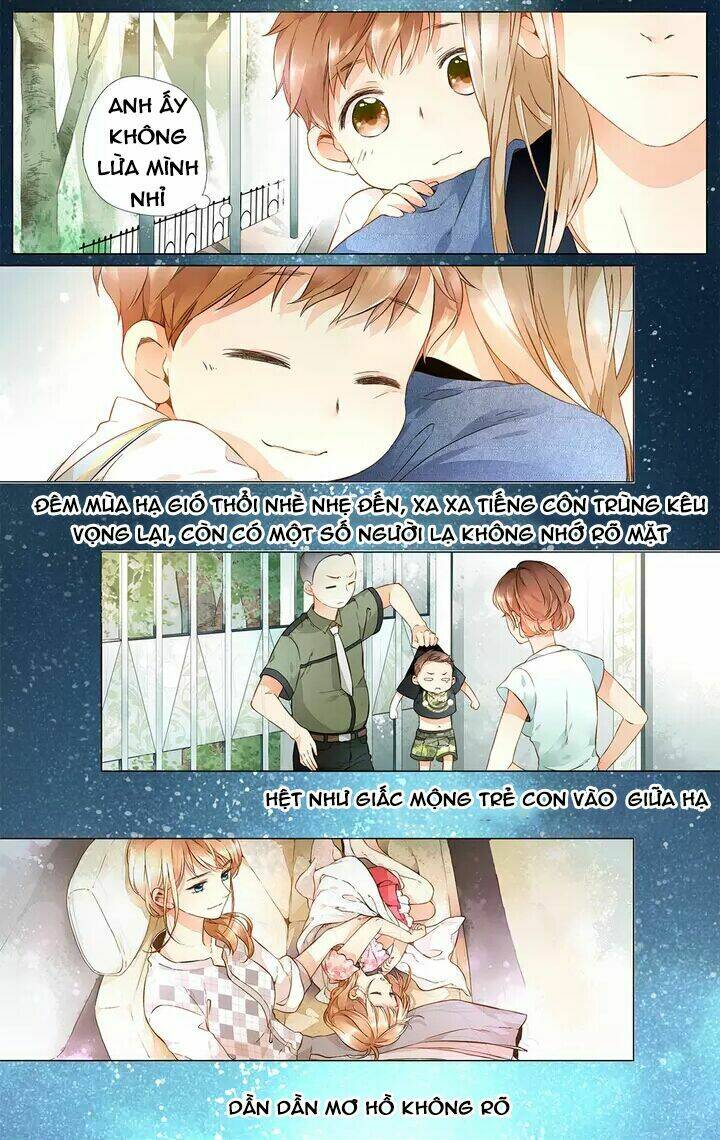 ANH ẤY
KHÔNG
LỪA MÌNH
NHỈ
ĐÊM MÙA HẠ GIÓ THỔI NHÈ NHẸ ĐẾN, XA XA TIẾNG CÔN TRÙNG KÊU
VỌNG LẠI, CÒN CÓ MỘT SỐ NGƯỜI LẠ KHÔNG NHỚ RÕ MẶT
HỆT NHƯ GIẤC MỘNG TRẺ CON VÀO GIỮA HẠ
DẦN DẦN MƠ HỒ KHÔNG RÕ